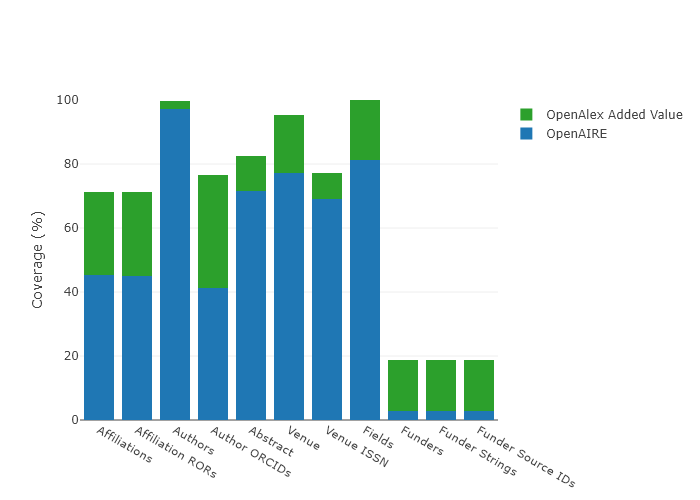 100
80
60
40
20
0
Coverage (%)
OpenAlex Added Value
OpenAIRE
Affiliations
Affiliation RORs
Authors
Author ORCIDs
Abstract
Venue
Venue ISSN
Fields
Funders
Funder Strings
Funder Source IDs